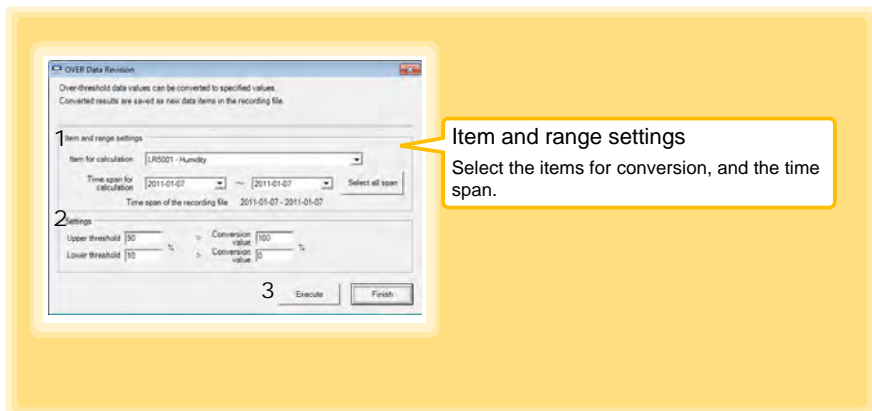 OVER Data Revision
Over-threshold data values can be converted to specified values.
Converted results are saved as new data items in the recording file.
1
Item and range settings
Item for calculation LR5001 - Humidity
Time span for calculation 2011-01-07 ~ 2011-01-07 Select all span
Time span of the recording file 2011-01-07 - 2011-01-07
2
Settings
Upper threshold 90 % > Conversion value 100 %
Lower threshold 10 > Conversion value 0
3 Execute Finish
Item and range settings
Select the items for conversion, and the time
span.